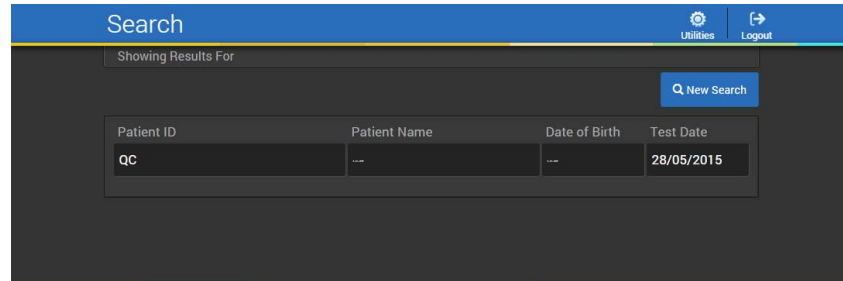 Search
Utilities
Logout
Showing Results For
New Search
Patient ID Patient Name Date of Birth Test Date
QC --- --- 28/05/2015